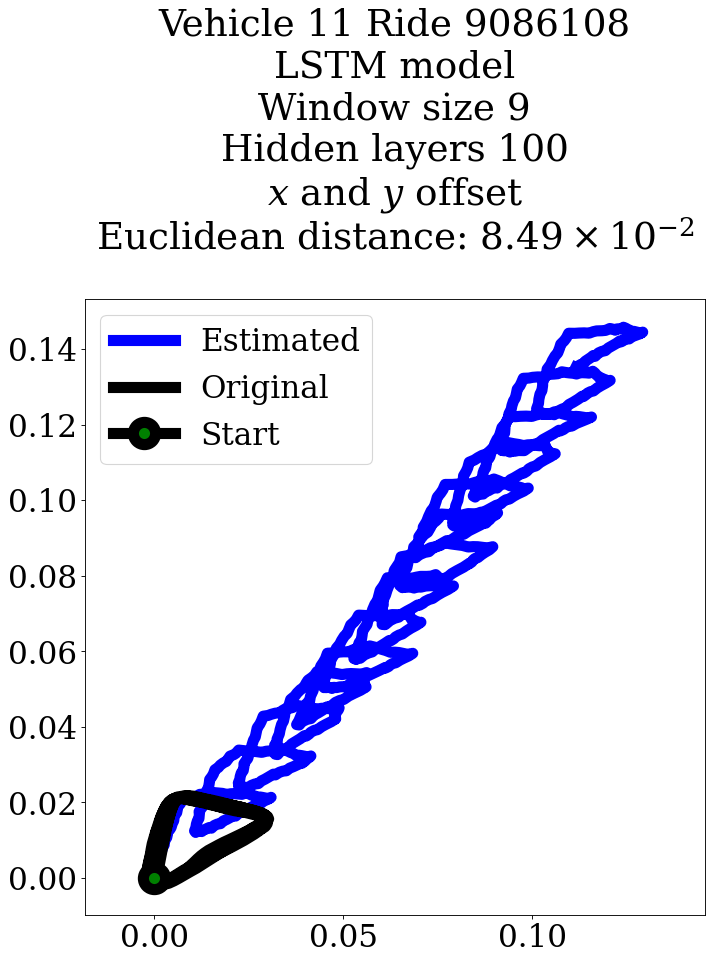 Vehicle 11 Ride 9086108
LSTM model
Window size 9
Hidden layers 100
x and y offset
Euclidean distance: 8.49 × 10⁻²
Estimated
Original
Start
0.14
0.12
0.10
0.08
0.06
0.04
0.02
0.00
0.00 0.05 0.10